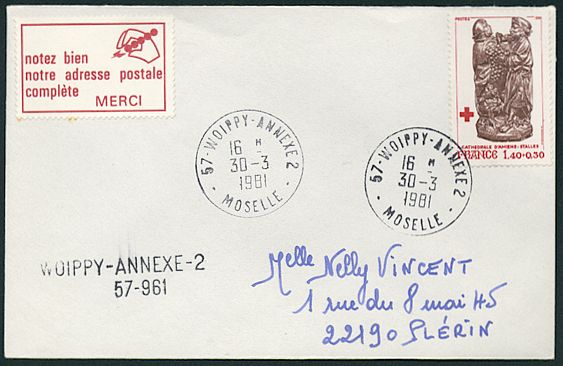 notez bien
notre adresse postale
complète
MERCI
POSTES
CATHEDRALE D'AMIENS-STALLES
FRANCE 1,40+0,30
57-WOIPPY-ANNEXE 2
16 H
30-3
1981
- MOSELLE -
57-WOIPPY-ANNEXE 2
16 H
30-3
1981
- MOSELLE -
WOIPPY-ANNEXE-2
57-961
Melle Nelly VINCENT
1 rue du 8 mai 45
22190 PLÉRIN